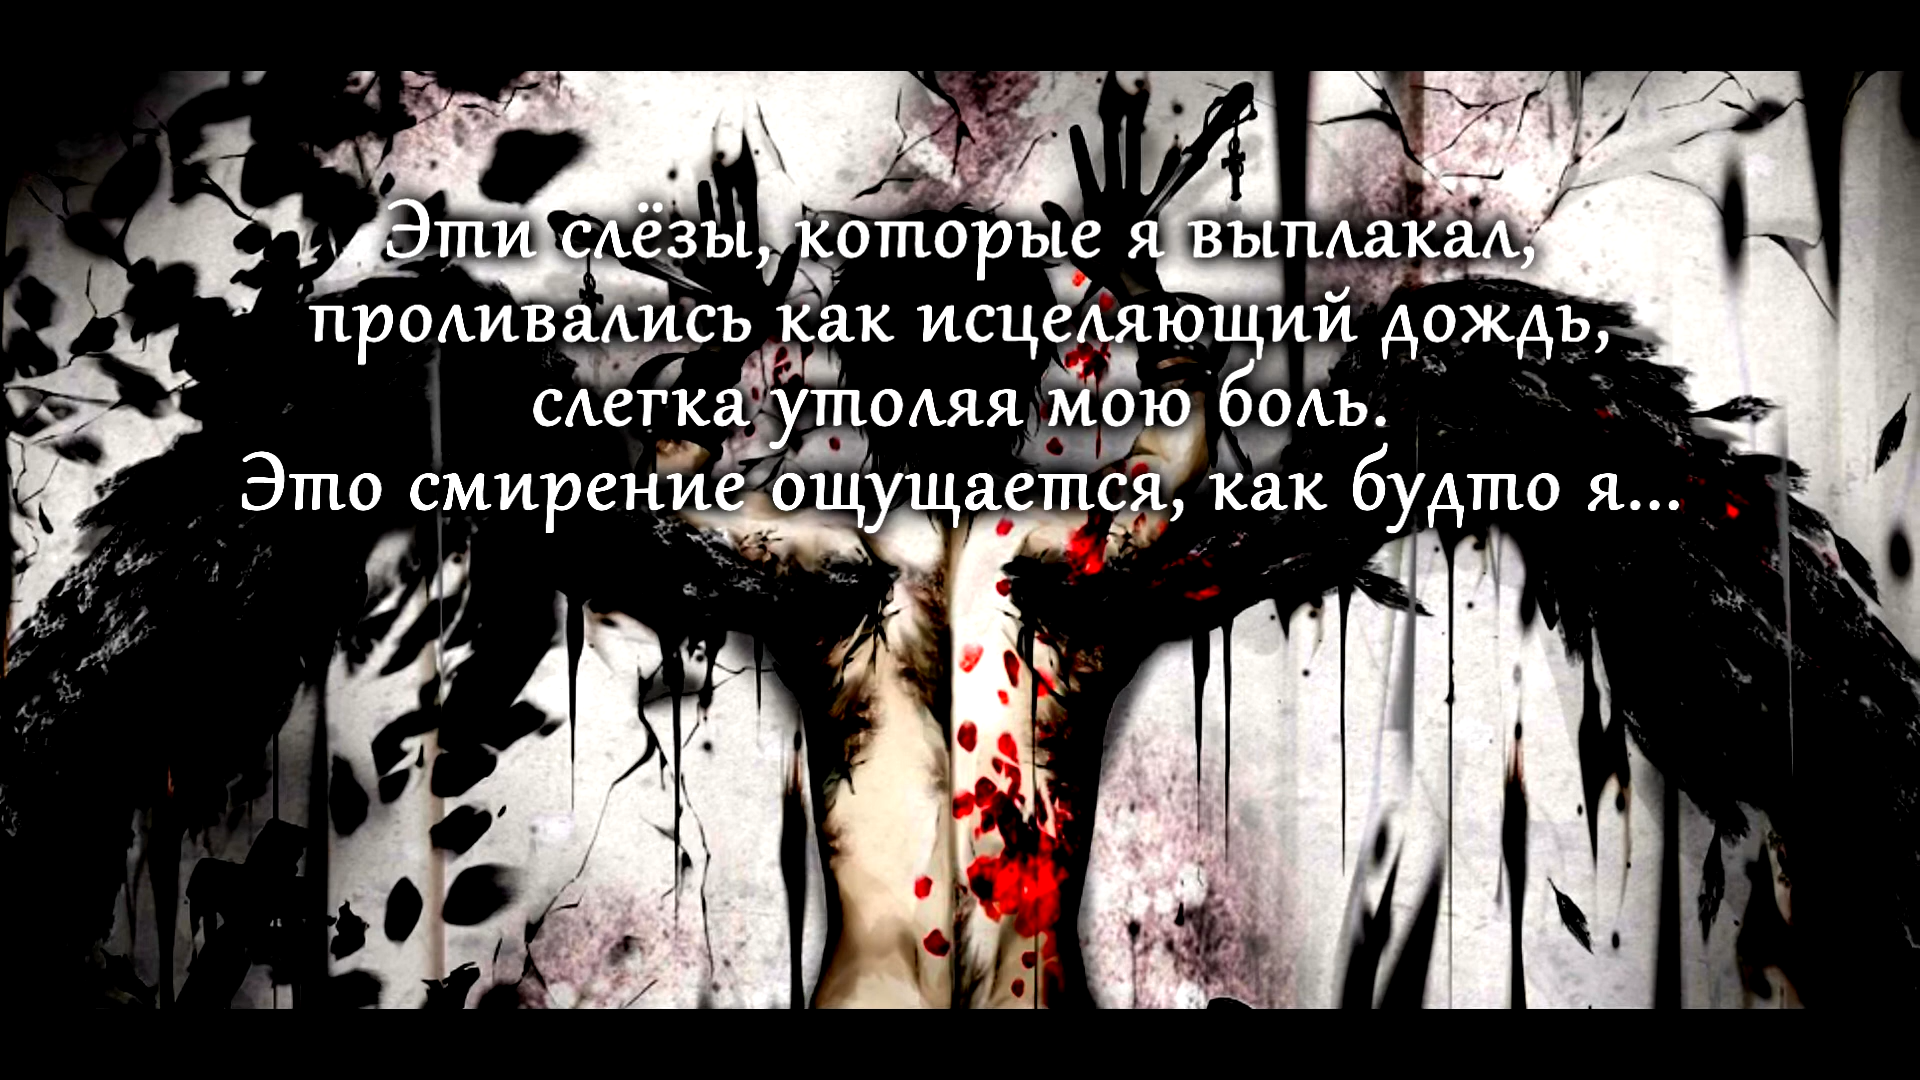 Эти слёзы, которые я выплакал,
проливались как исцеляющий дождь,
слегка утоляя мою боль.
Это смирение ощущается, как будто я...